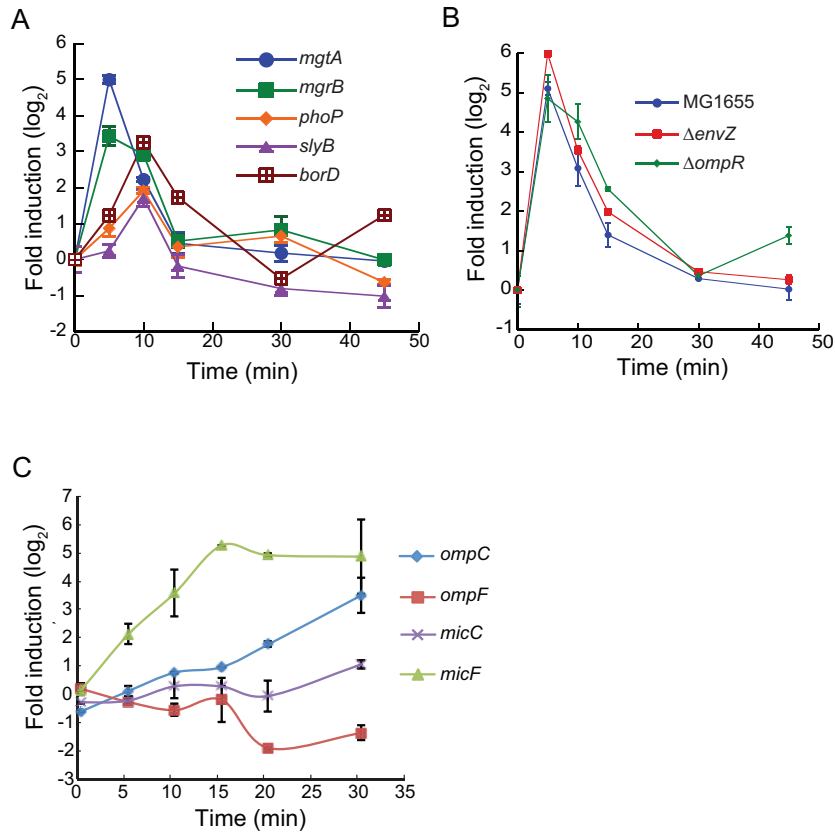 A
Fold induction (log2)
6
5
4
3
2
1
0
-1
-2
0
10
20
30
40
50
Time (min)
mgtA
mgrB
phoP
slyB
borD
B
Fold induction (log2)
6
5
4
3
2
1
0
-1
0
10
20
30
40
50
Time (min)
MG1655
ΔenvZ
ΔompR
C
Fold induction (log2)
7
6
5
4
3
2
1
0
-1
-2
-3
0
5
10
15
20
25
30
35
Time (min)
ompC
ompF
micC
micF